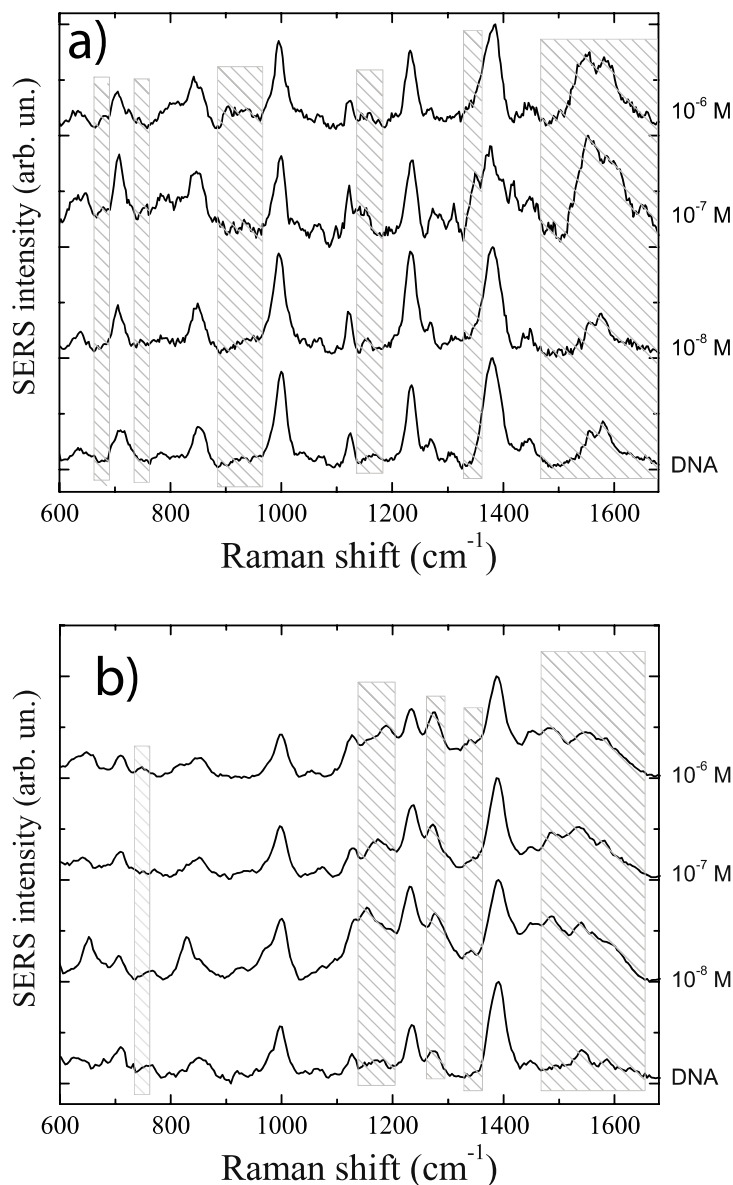 a)
SERS intensity (arb. un.)
10⁻⁶ M
10⁻⁷ M
10⁻⁸ M
DNA
600 800 1000 1200 1400 1600
Raman shift (cm⁻¹)
b)
SERS intensity (arb. un.)
10⁻⁶ M
10⁻⁷ M
10⁻⁸ M
DNA
600 800 1000 1200 1400 1600
Raman shift (cm⁻¹)